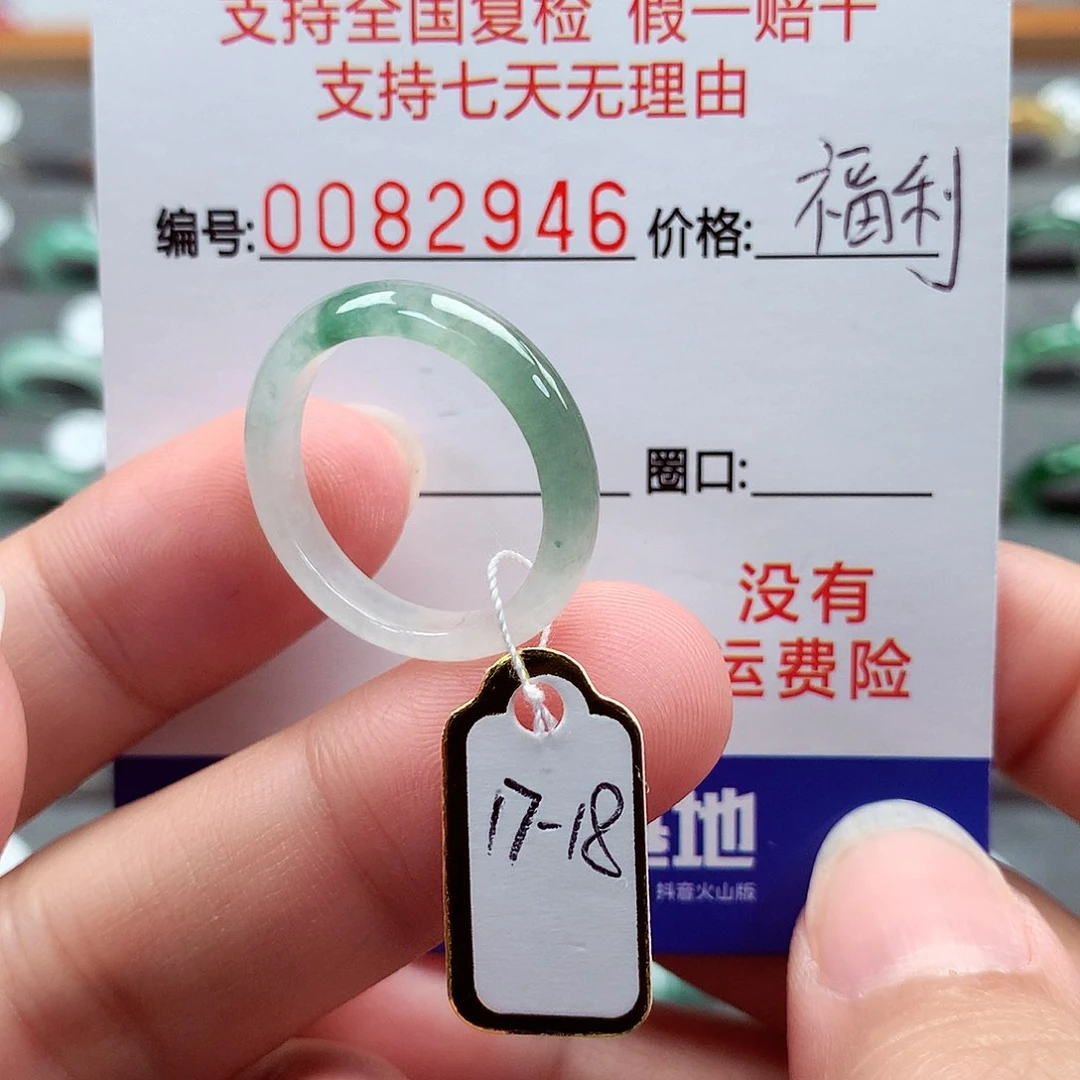 支持全国复检 假一赔十
支持七天无理由
编号:0082946 价格:福利
圈口:
没有
运费险
基地
抖音火山版
17-18